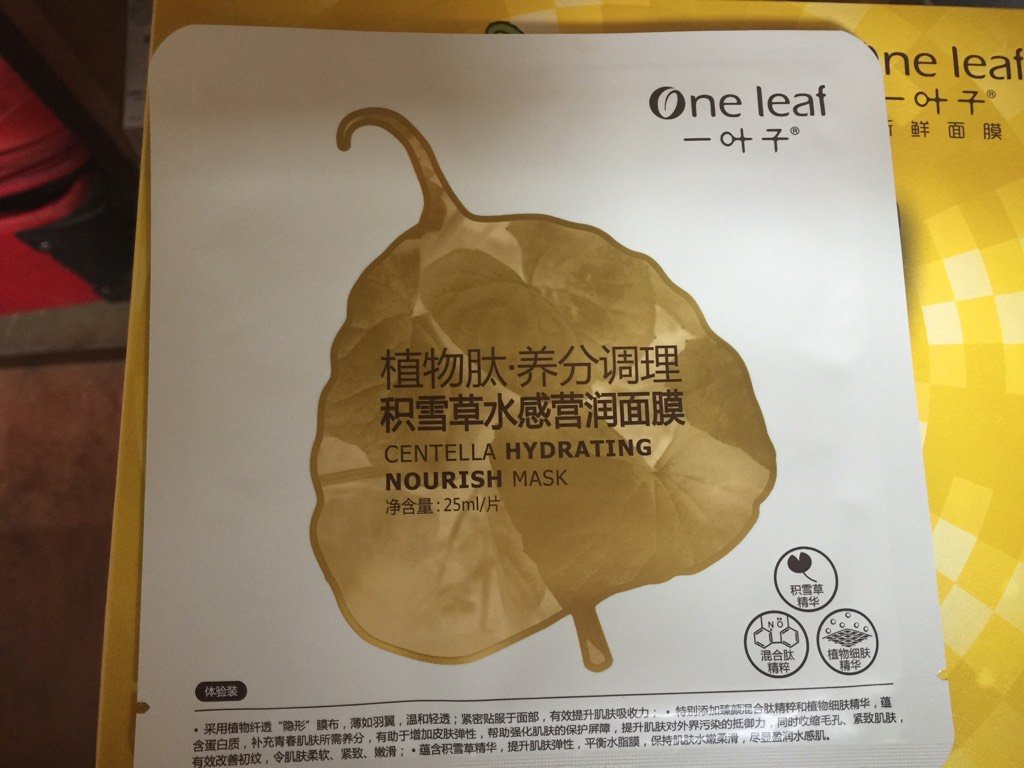 One leaf
一叶子®
One leaf
一叶子®
鲜面膜
植物肽·养分调理
积雪草水感营润面膜
CENTELLA HYDRATING
NOURISH MASK
净含量:25ml/片
积雪草
精华
混合肽
精粹
植物细肤
精华
体验装
·采用植物纤透“隐形”膜布,薄如羽翼,温和轻透;紧密贴服于面部,有效提升肌肤吸收力;·特别添加臻颜混合肽精粹和植物细肤精华,蕴
含蛋白质,补充青春肌肤所需养分,有助于增加皮肤弹性,帮助强化肌肤的保护屏障,提升肌肤对外界污染的抵御力,同时收缩毛孔、紧致肌肤,
有效改善初纹,令肌肤柔软、紧致、嫩滑;·蕴含积雪草精华,提升肌肤弹性,平衡水脂膜,保持肌肤水嫩柔滑,尽显盈润水感肌。